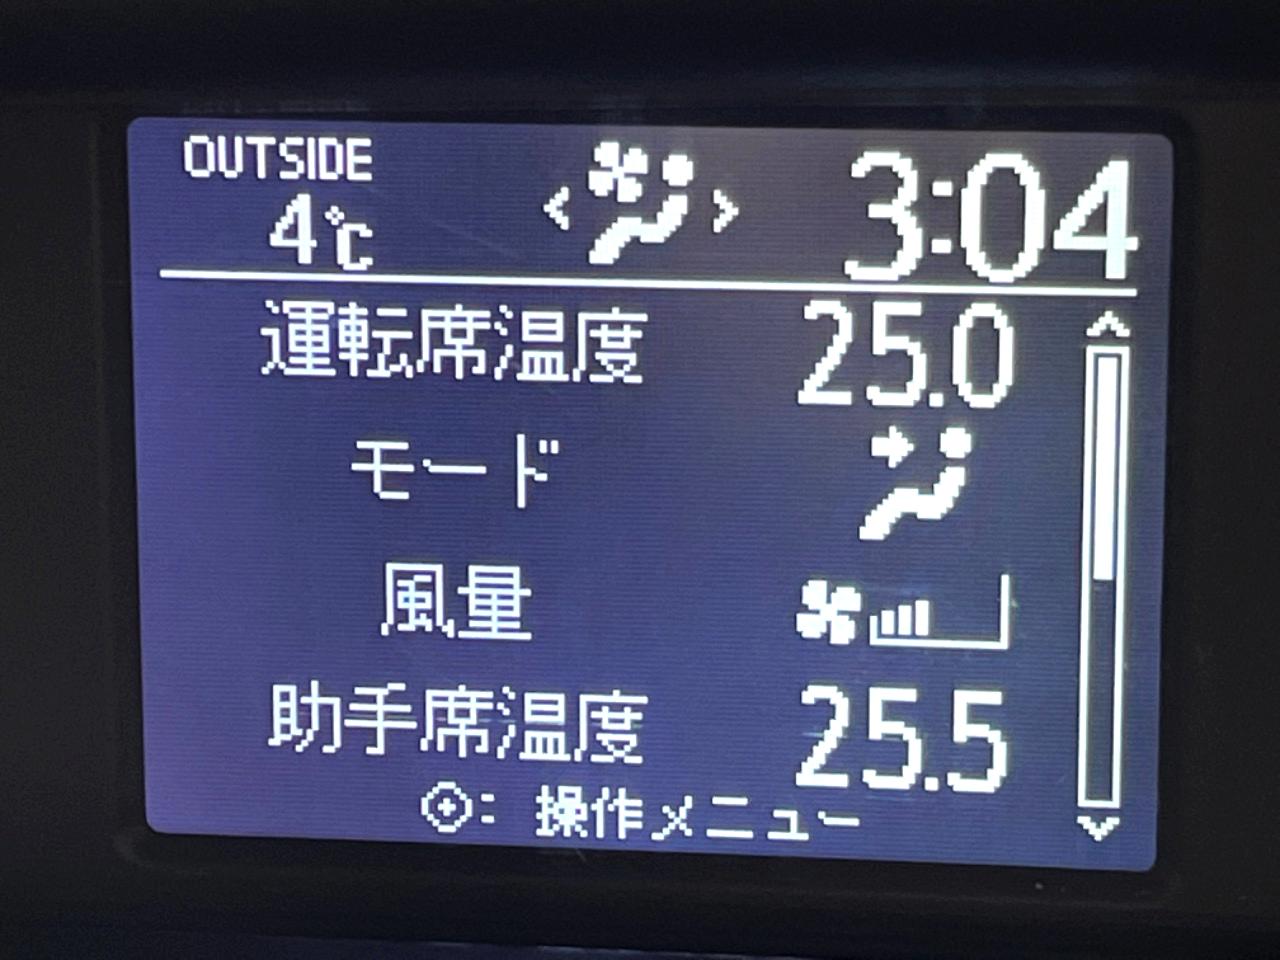 OUTSIDE
4℃ < > 3:04
運転席温度 25.0
モード
風量
助手席温度 25.5
: 操作メニュー